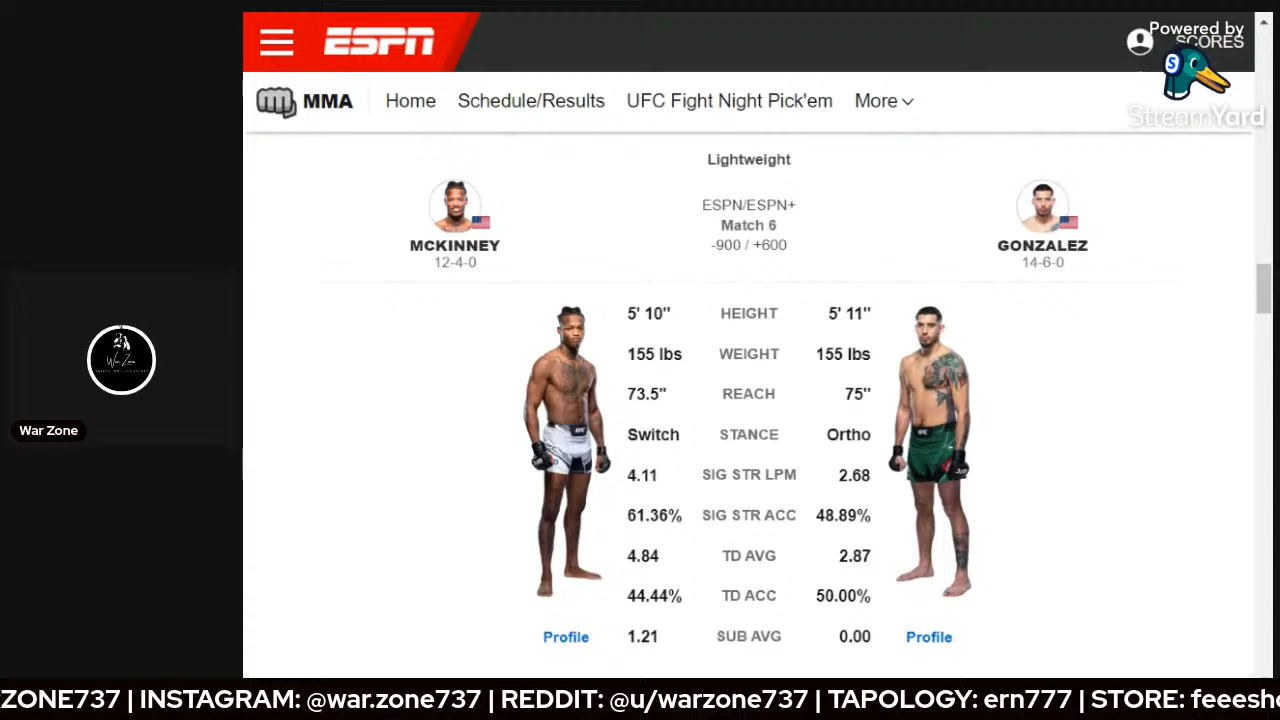 ESPN
Powered by
SCORES
S
StreamYard
MMA
Home
Schedule/Results
UFC Fight Night Pick'em
More
Lightweight
ESPN/ESPN+
Match 6
-900 / +600
MCKINNEY
12-4-0
GONZALEZ
14-6-0
5' 10" HEIGHT 5' 11"
155 lbs WEIGHT 155 lbs
73.5" REACH 75"
Switch STANCE Ortho
4.11 SIG STR LPM 2.68
61.36% SIG STR ACC 48.89%
4.84 TD AVG 2.87
44.44% TD ACC 50.00%
Profile 1.21 SUB AVG 0.00 Profile
War Zone
War Zone
ZONE737 | INSTAGRAM: @war.zone737 | REDDIT: @u/warzone737 | TAPOLOGY: ern777 | STORE: feeesh